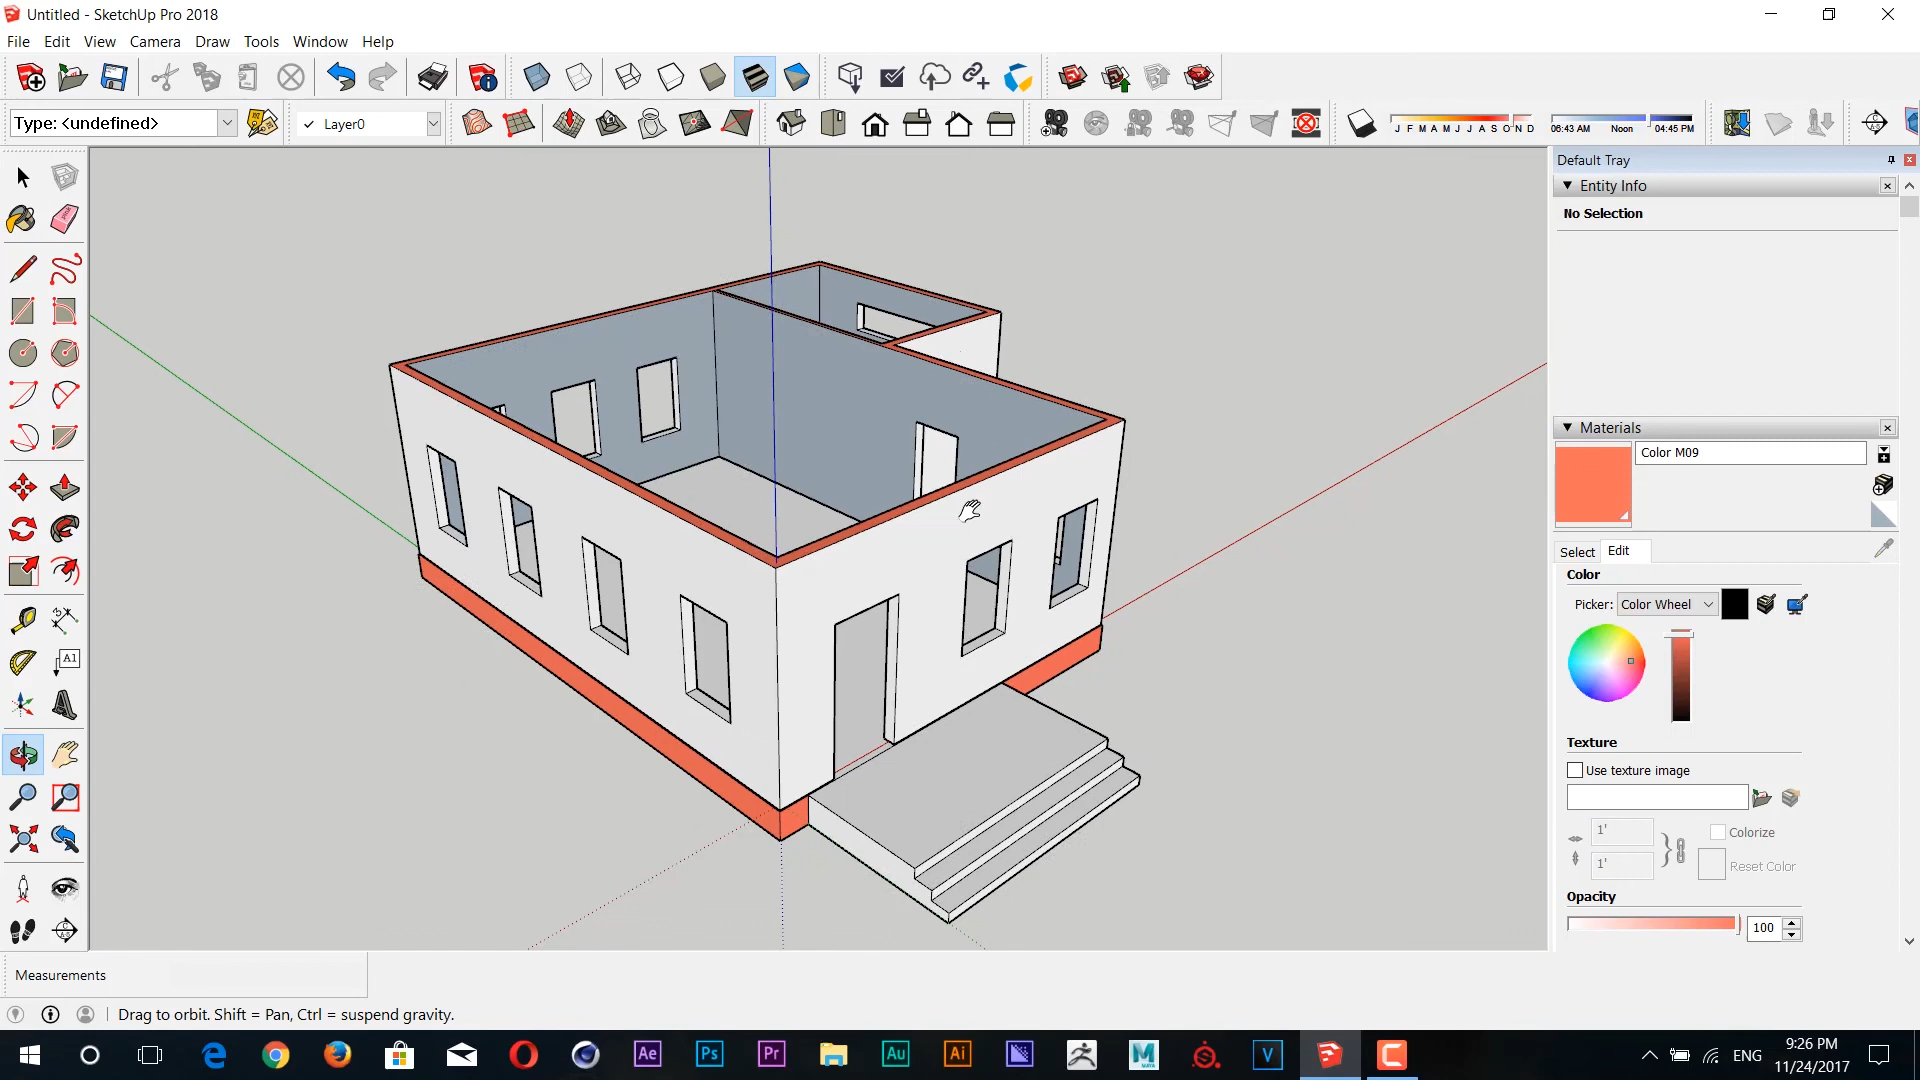 Untitled - SketchUp Pro 2018
File Edit View Camera Draw Tools Window Help
Type: <undefined>
Layer0
J F M A M J J A S O N D
06:43 AM Noon 04:45 PM
Default Tray
Entity Info
No Selection
Materials
Color M09
Select Edit
Color
Picker: Color Wheel
Texture
Use texture image
1'
Colorize
1'
Reset Color
Opacity
100
A1
Measurements
Drag to orbit. Shift = Pan, Ctrl = suspend gravity.
Ae Ps Pr Au Ai M V
ENG
9:26 PM
11/24/2017